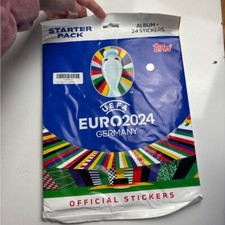 STARTER
PACK
ALBUM +
24 STICKERS
topps
UEFA
EURO2024
GERMANY
OFFICIAL STICKERS